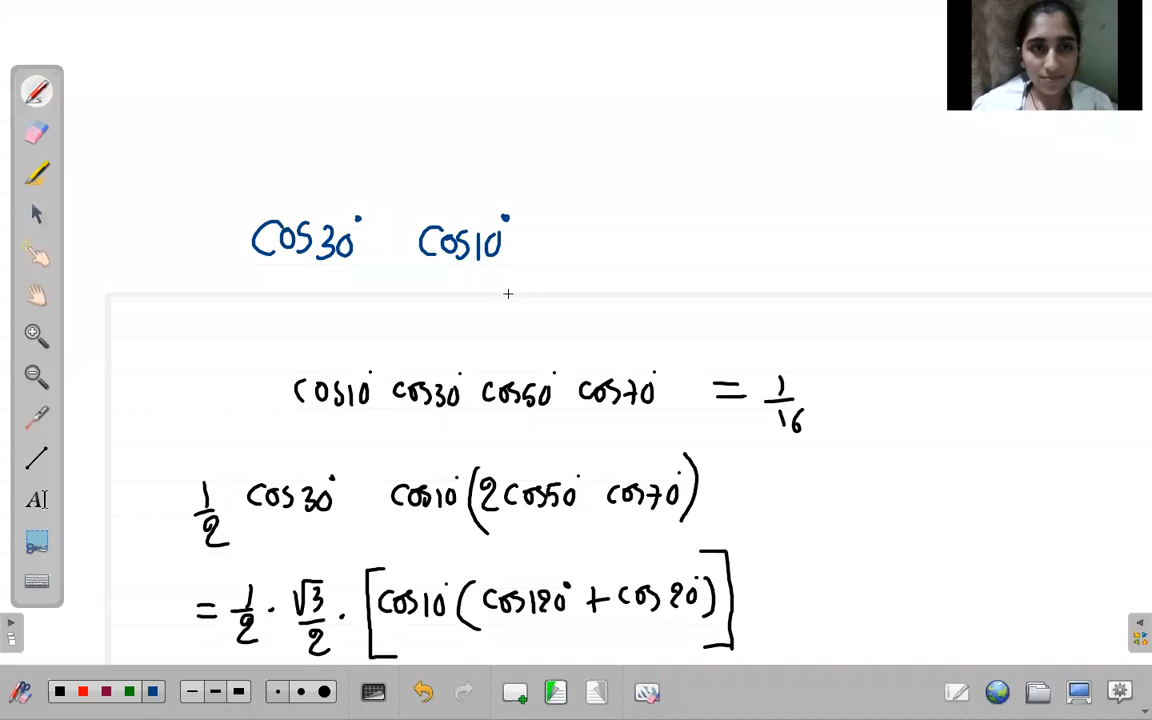 cos30° cos10°
cos10° cos30° cos50° cos70° = 1/16
1/2 cos30° cos10° (2cos50° cos70°)
= 1/2 · √3/2 · [cos10° (cos120° + cos20°)]